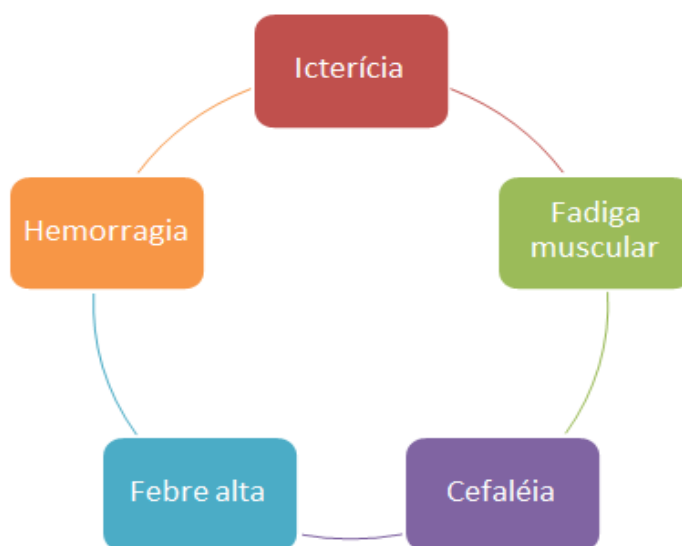 Icterícia
Fadiga
muscular
Cefaléia
Febre alta
Hemorragia